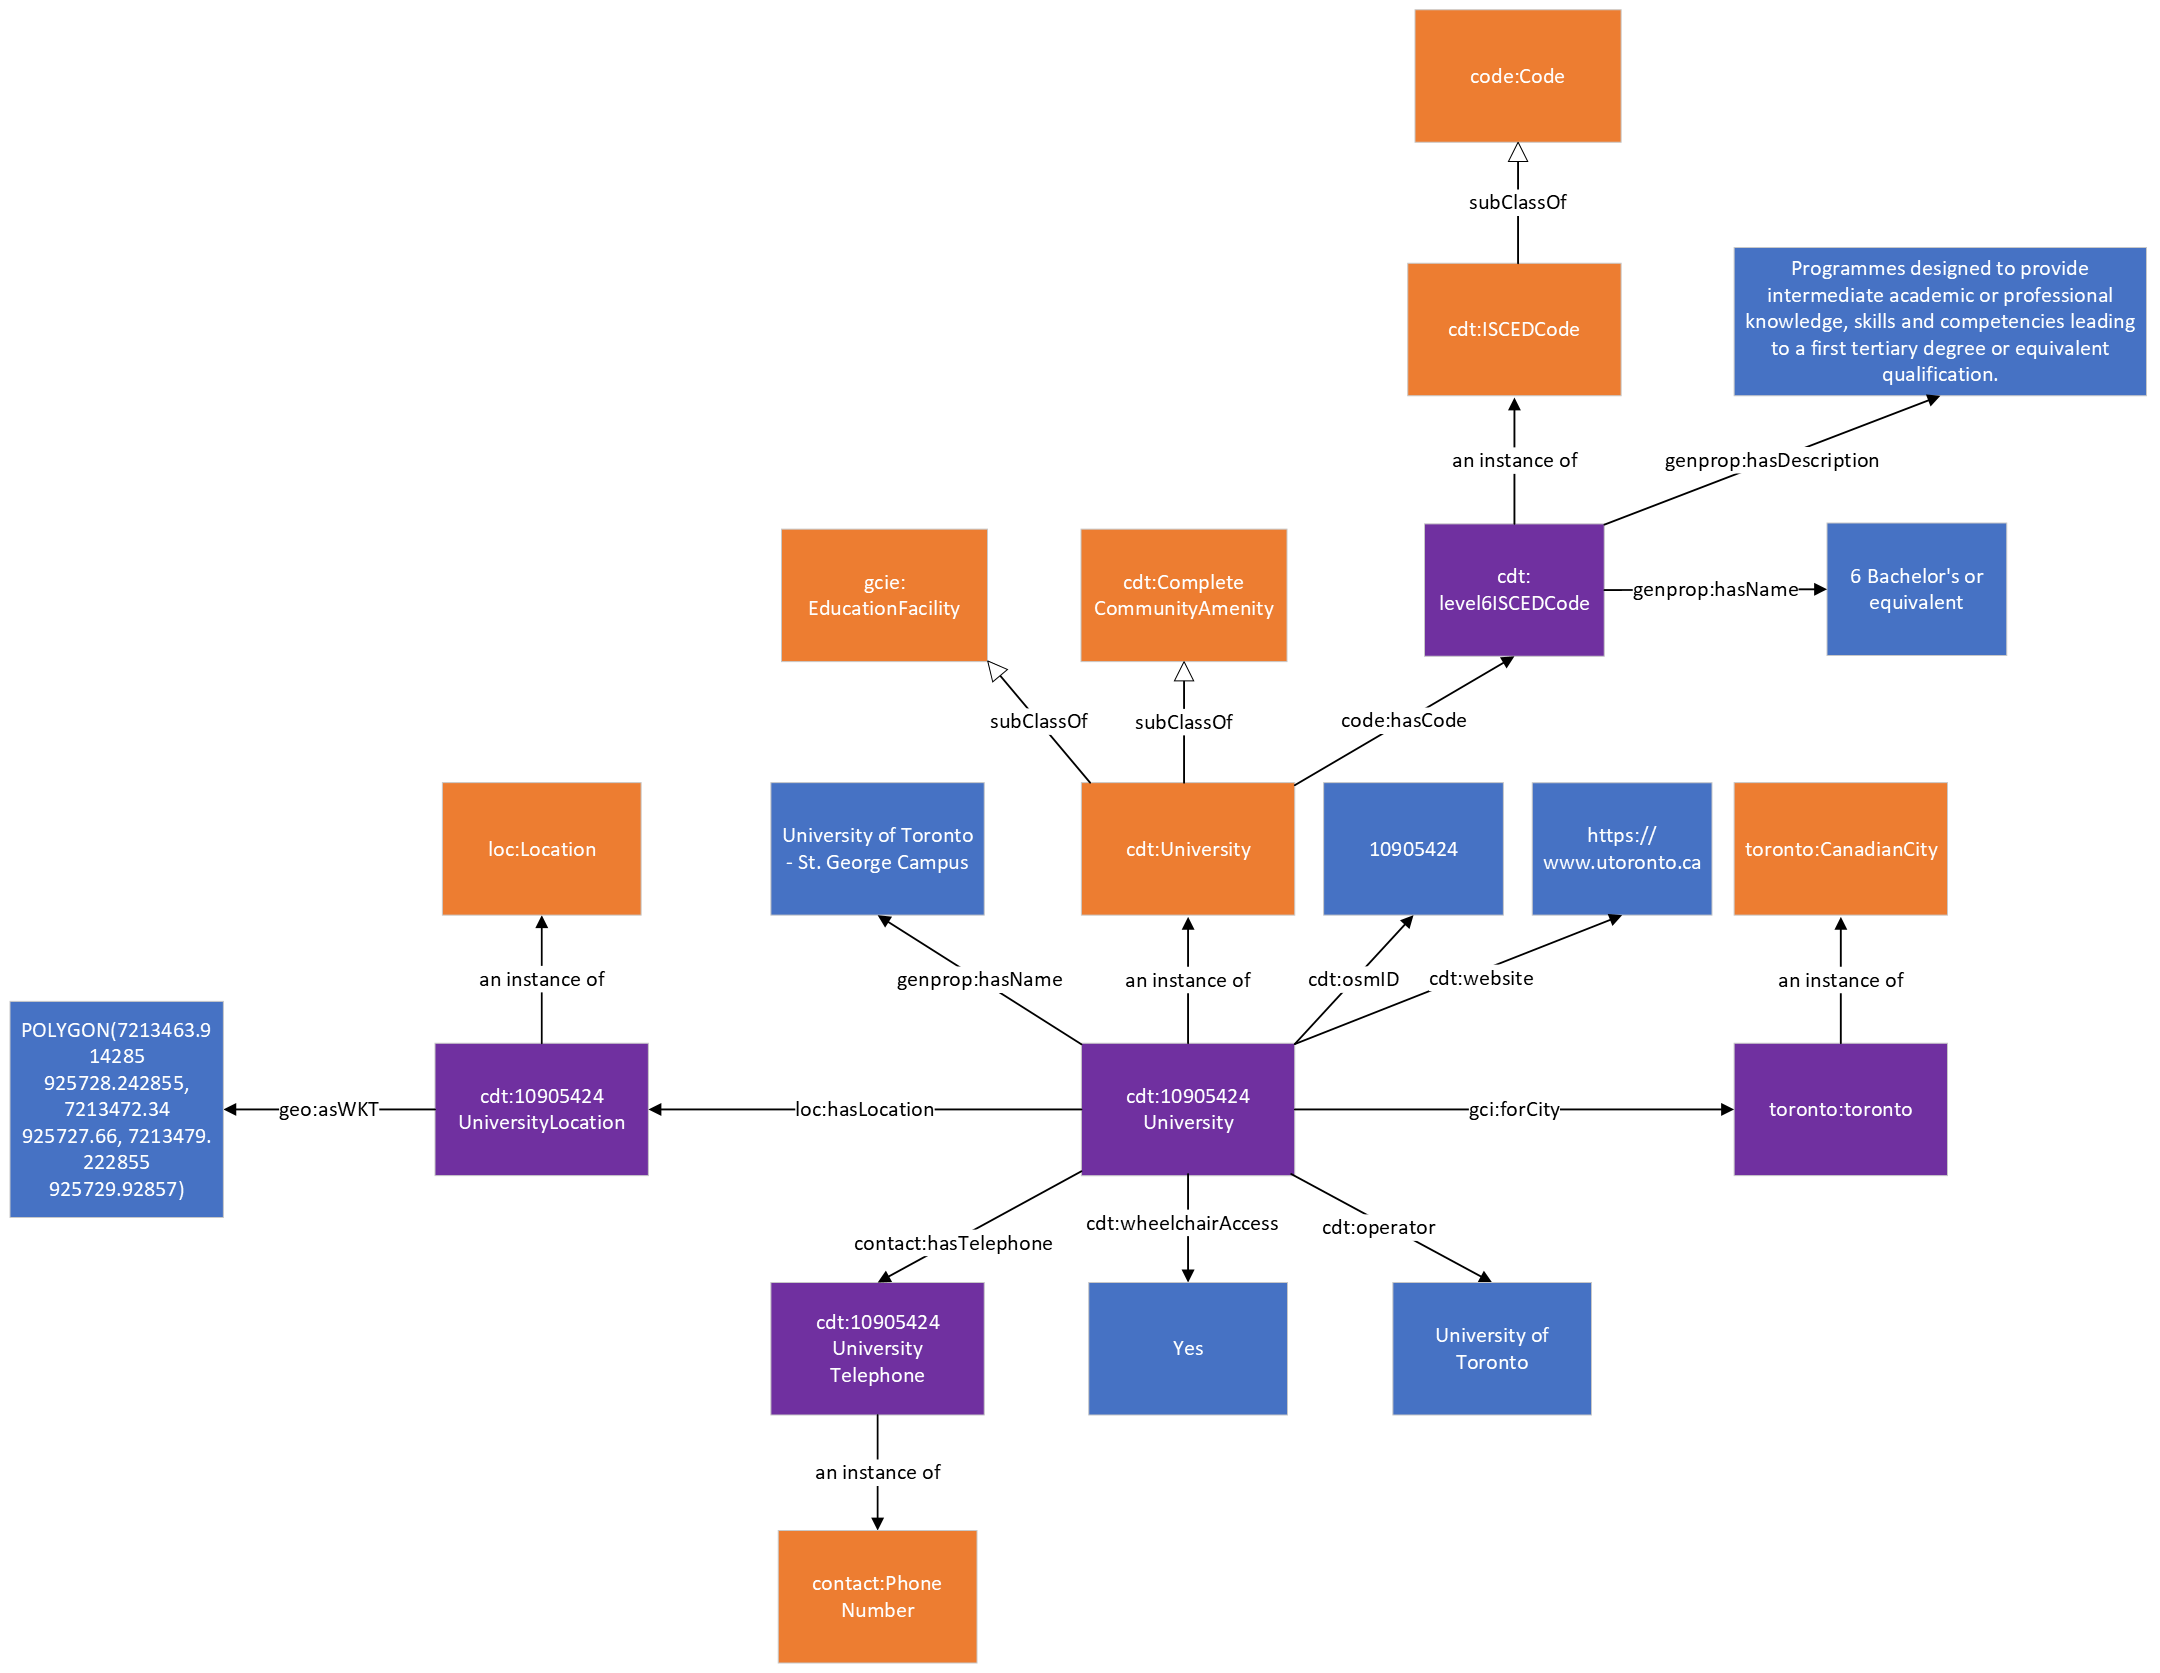 code:Code
subClassOf
cdt:ISCEDCode
Programmes designed to provide
intermediate academic or professional
knowledge, skills and competencies leading
to a first tertiary degree or equivalent
qualification.
an instance of
genprop:hasDescription
gcie:
EducationFacility
cdt:Complete
CommunityAmenity
cdt:
level6ISCEDCode
genprop:hasName
6 Bachelor's or
equivalent
subClassOf
subClassOf
code:hasCode
loc:Location
University of Toronto
- St. George Campus
cdt:University
10905424
https://
www.utoronto.ca
toronto:CanadianCity
an instance of
genprop:hasName
an instance of
cdt:osmID
cdt:website
an instance of
POLYGON(7213463.9
14285
925728.242855,
7213472.34
925727.66, 7213479.
222855
925729.92857)
geo:asWKT
cdt:10905424
UniversityLocation
loc:hasLocation
cdt:10905424
University
gci:forCity
toronto:toronto
contact:hasTelephone
cdt:wheelchairAccess
cdt:operator
cdt:10905424
University
Telephone
Yes
University of
Toronto
an instance of
contact:Phone
Number